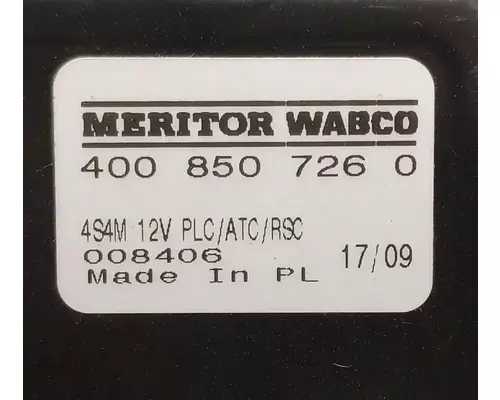 MERITOR WABCO
400 850 726 0
4S4M 12V PLC/ATC/RSC
008406 17/09
Made In PL